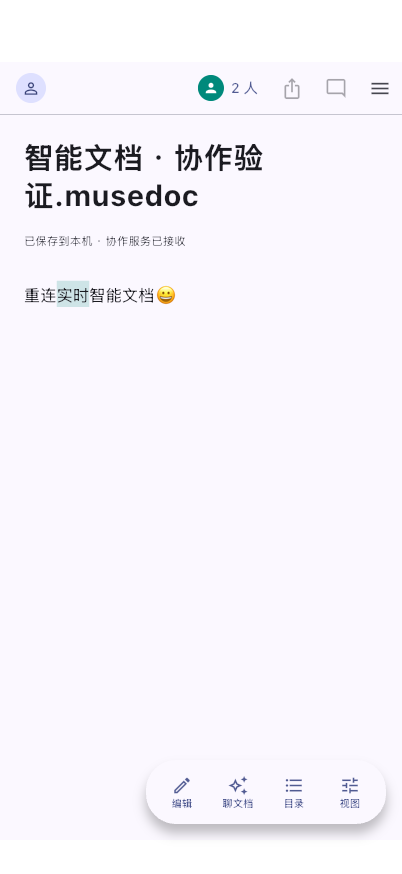 2 人
智能文档 · 协作验
证.musedoc
已保存到本机 · 协作服务已接收
重连实时智能文档😀
编辑 聊文档 目录 视图